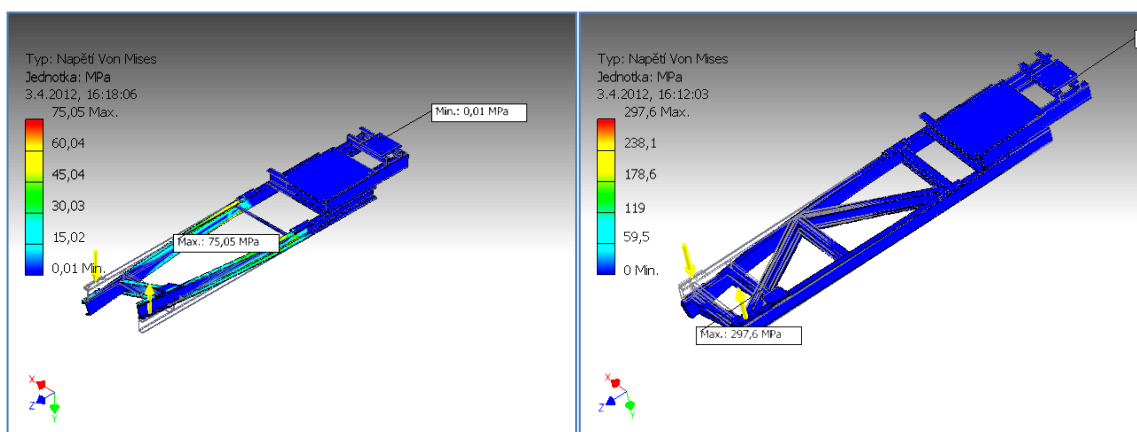 Typ: Napětí Von Mises
Jednotka: MPa
3.4.2012, 16:18:06
75,05 Max.
60,04
45,04
30,03
15,02
0,01 Min.
Min.: 0,01 MPa
Max.: 75,05 MPa
X
Z
Y
Typ: Napětí Von Mises
Jednotka: MPa
3.4.2012, 16:12:03
297,6 Max.
238,1
178,6
119
59,5
0 Min.
Max.: 297,6 MPa
X
Z
Y